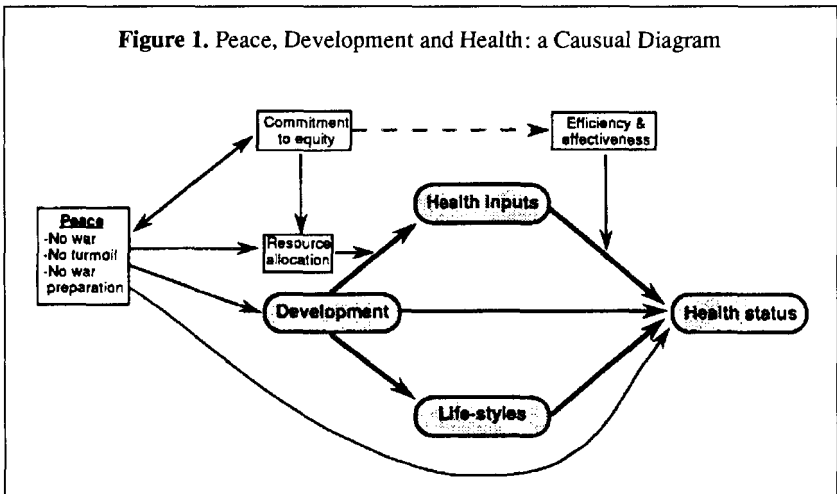 Figure 1. Peace, Development and Health: a Causual Diagram
Commitment
to equity
Efficiency &
effectiveness
Health Inputs
Peace
-No war
-No turmoil
-No war
preparation
Resource
allocation
Development
Health status
Life-styles